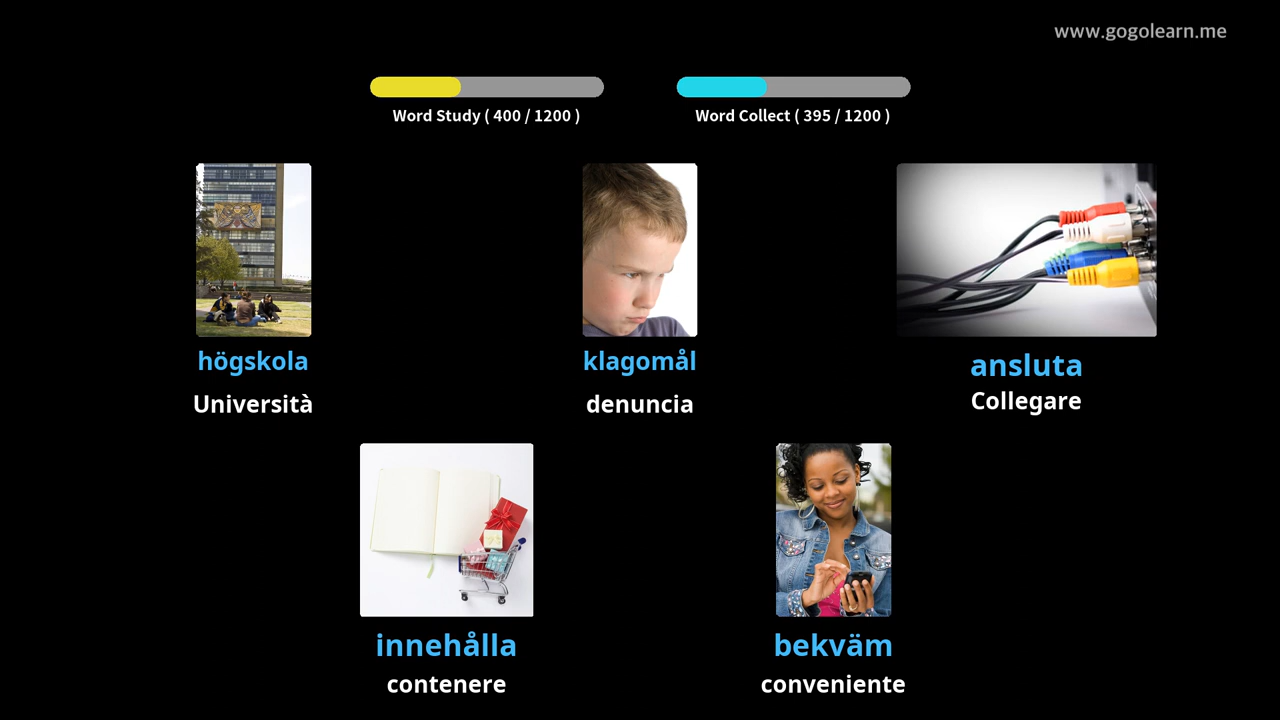 www.gogolearn.me
Word Study ( 400 / 1200 )
Word Collect ( 395 / 1200 )
högskola
Università
klagomål
denuncia
ansluta
Collegare
innehålla
contenere
bekväm
conveniente